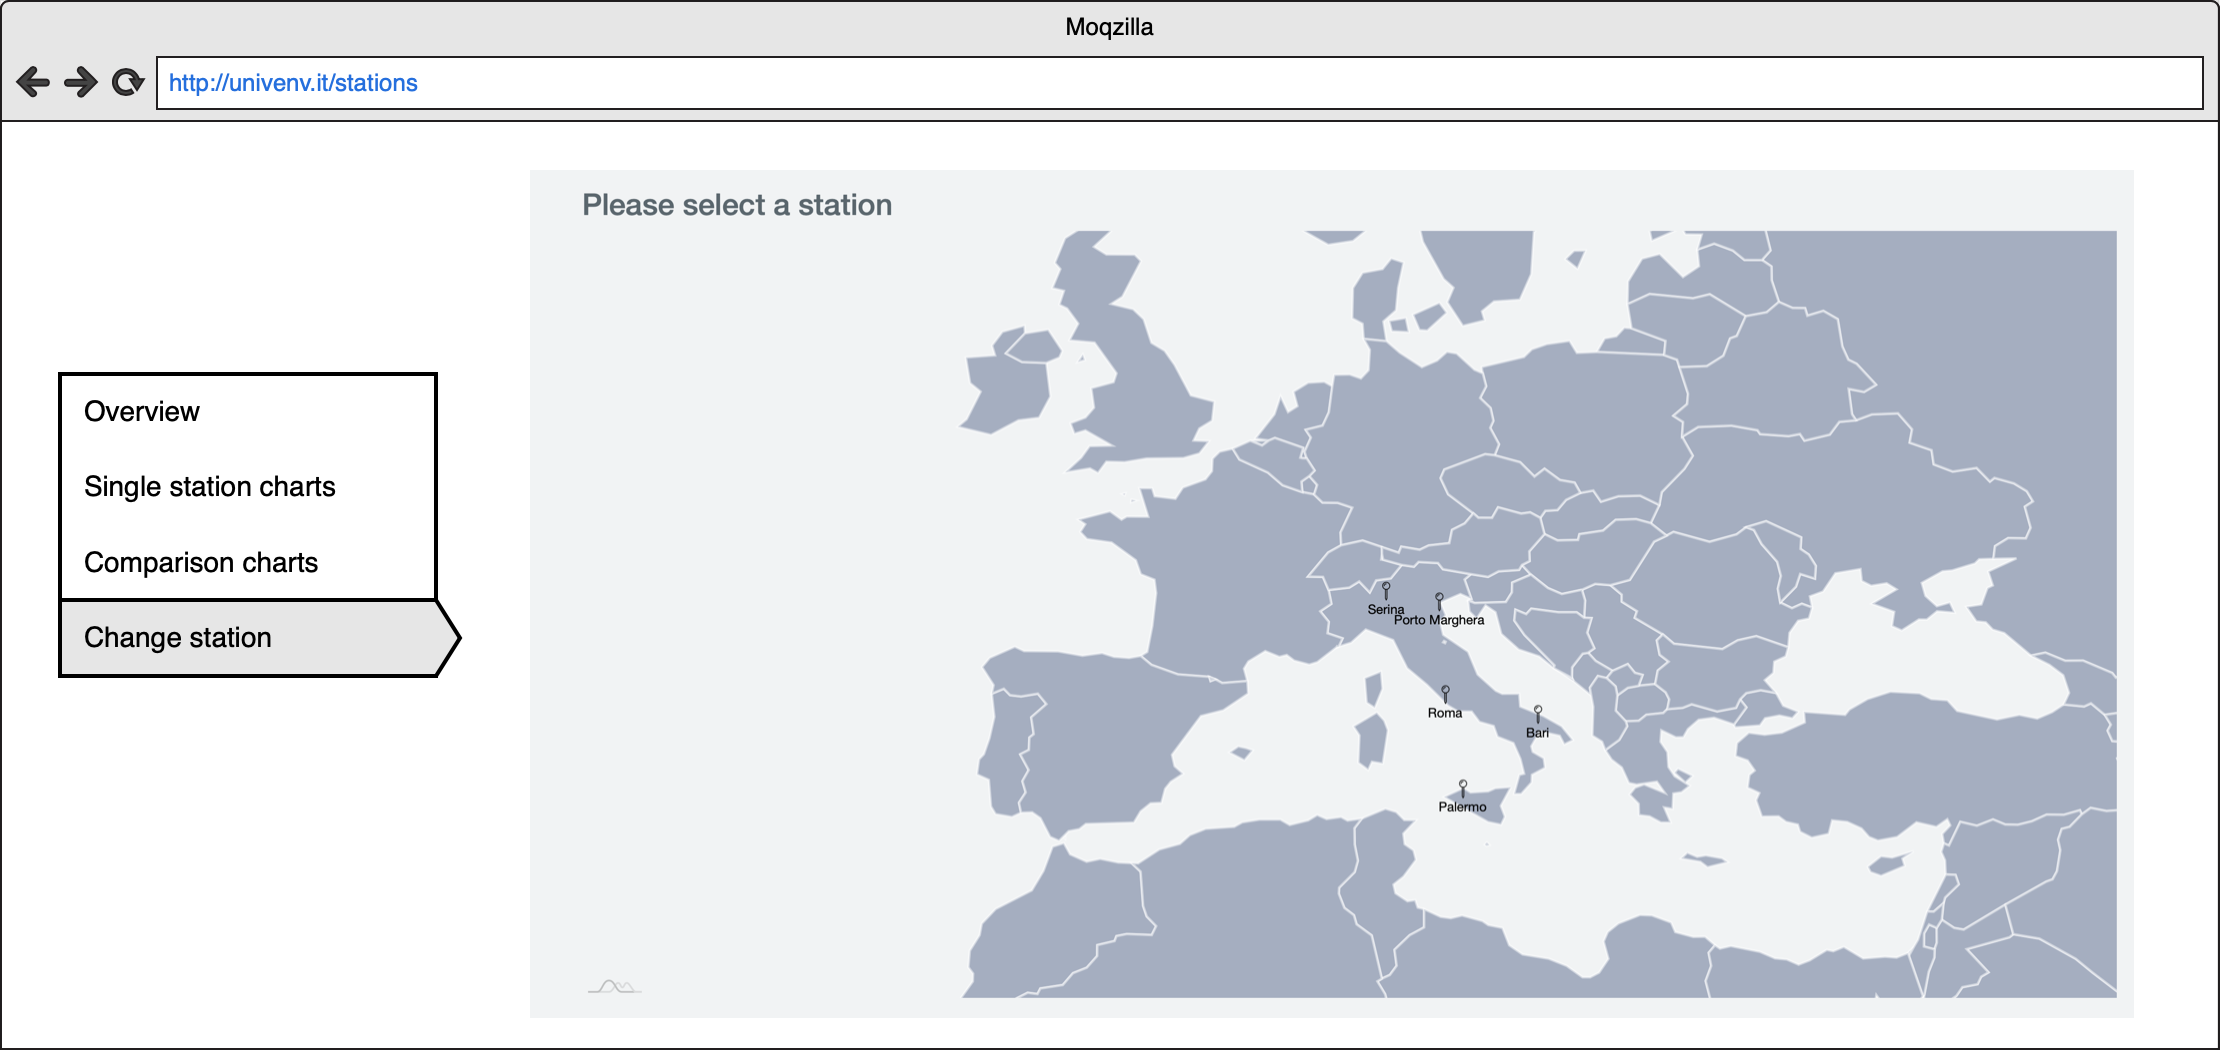 Moqzilla
http://univenv.it/stations
Please select a station
Overview
Single station charts
Comparison charts
Change station
Serina
Porto Marghera
Roma
Bari
Palermo